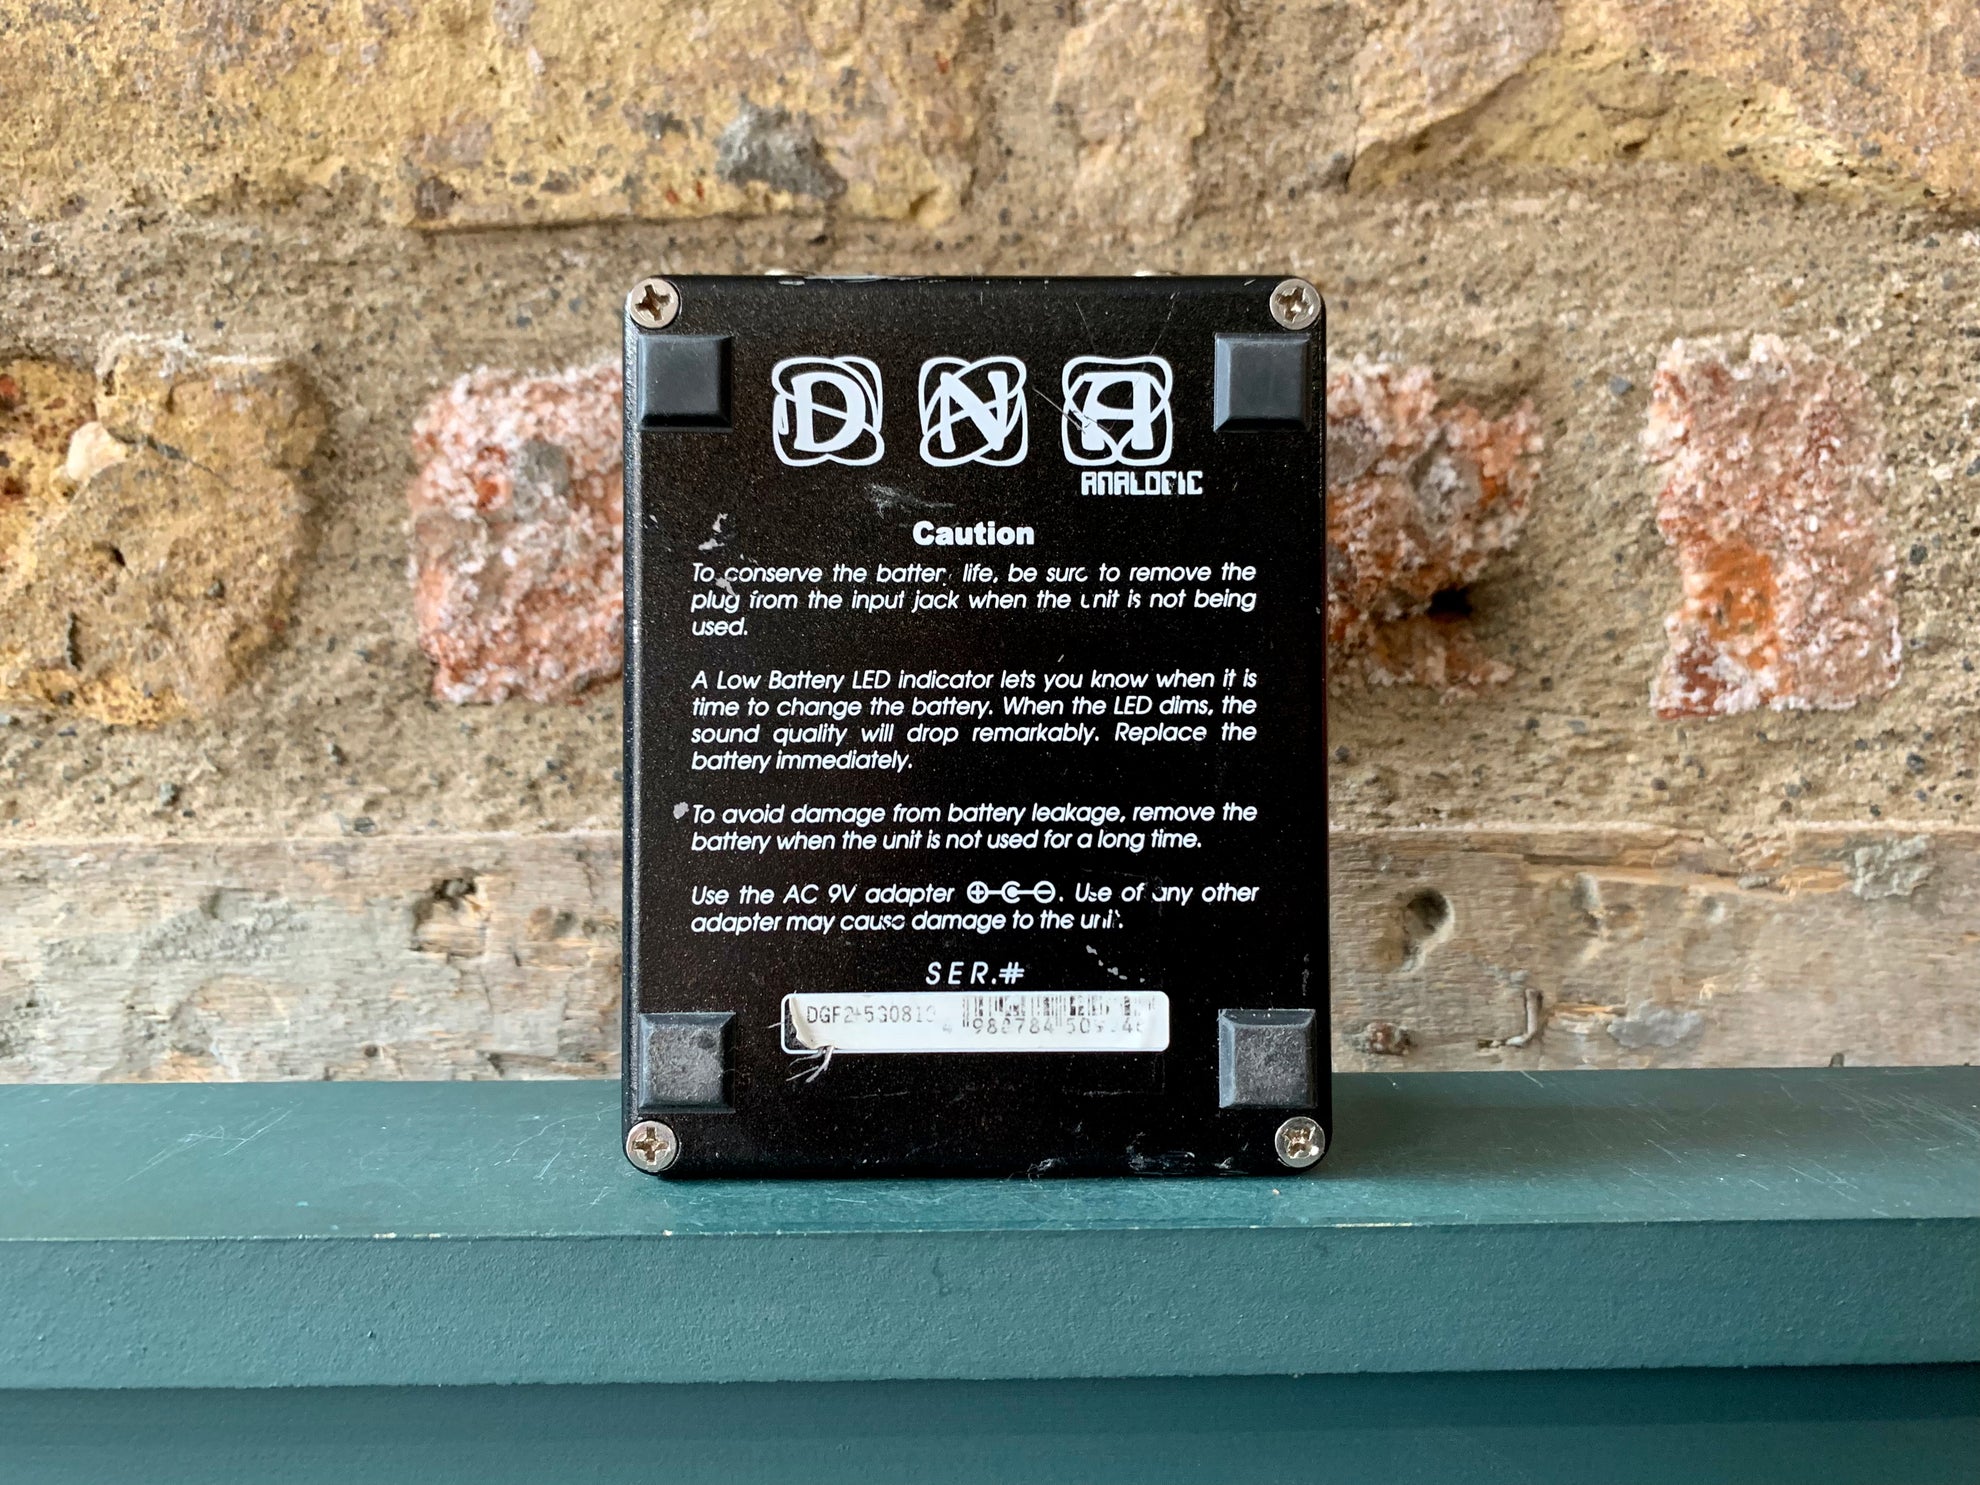 DNA
ANALOGIC
Caution
To conserve the battery life, be sure to remove the
plug from the input jack when the unit is not being
used.
A Low Battery LED indicator lets you know when it is
time to change the battery. When the LED dims, the
sound quality will drop remarkably. Replace the
battery immediately.
To avoid damage from battery leakage, remove the
battery when the unit is not used for a long time.
Use the AC 9V adapter . Use of any other
adapter may cause damage to the unit.
SER.#